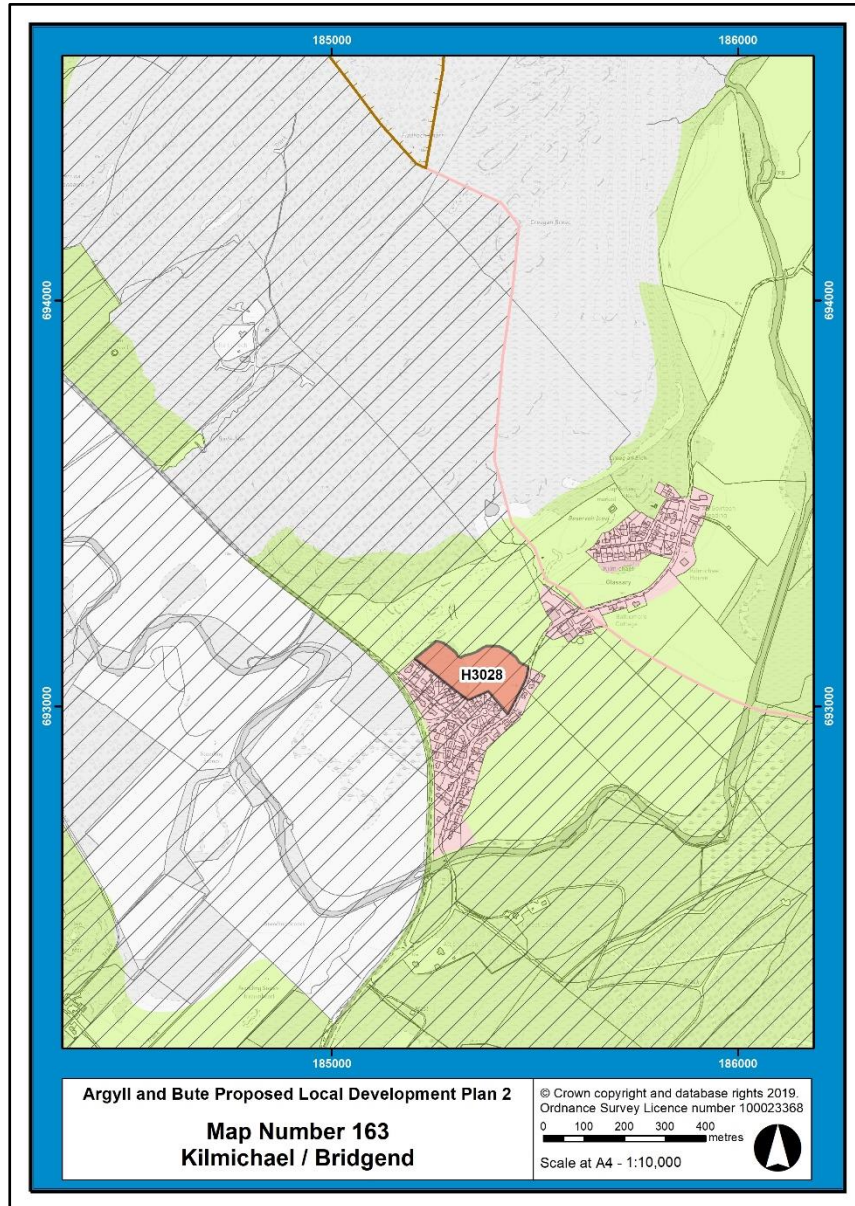 185000
186000
694000
694000
Glassary
H3028
693000
693000
185000
186000
Argyll and Bute Proposed Local Development Plan 2
Map Number 163
Kilmichael / Bridgend
© Crown copyright and database rights 2019.
Ordnance Survey Licence number 100023368
0 100 200 300 400
metres
Scale at A4 - 1:10,000